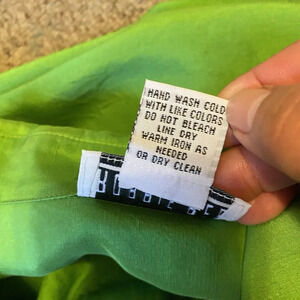 HAND WASH COLD
WITH LIKE COLORS
DO NOT BLEACH
LINE DRY
WARM IRON AS
NEEDED
OR DRY CLEAN